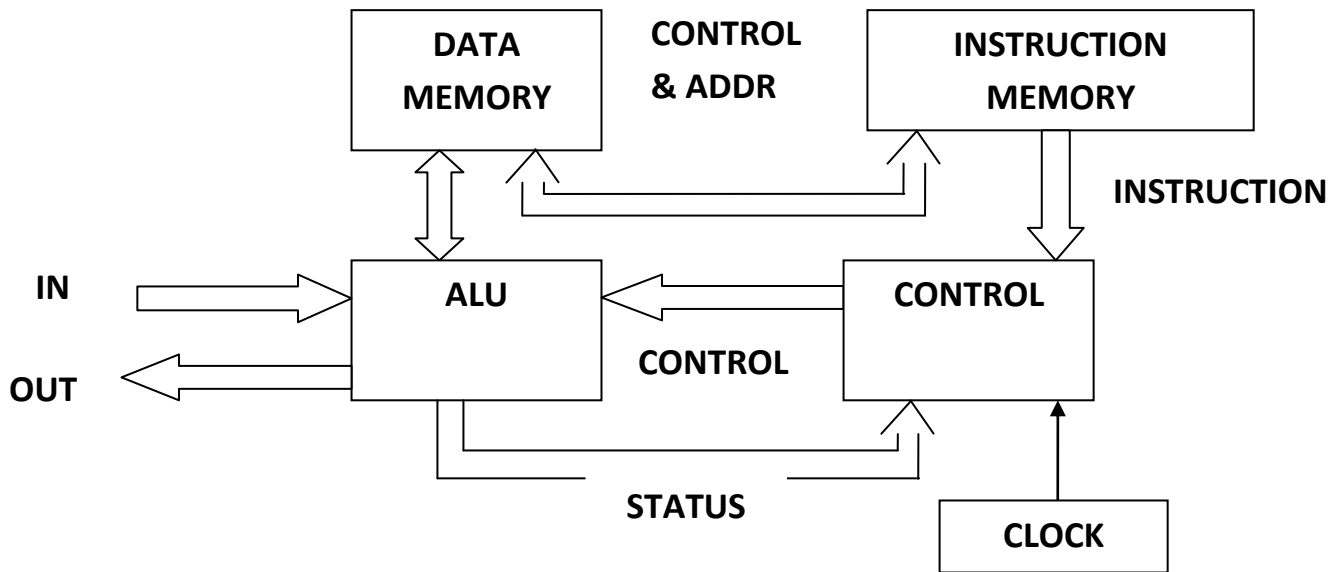 DATA
MEMORY
CONTROL
& ADDR
INSTRUCTION
MEMORY
INSTRUCTION
IN
ALU
CONTROL
CONTROL
OUT
STATUS
CLOCK